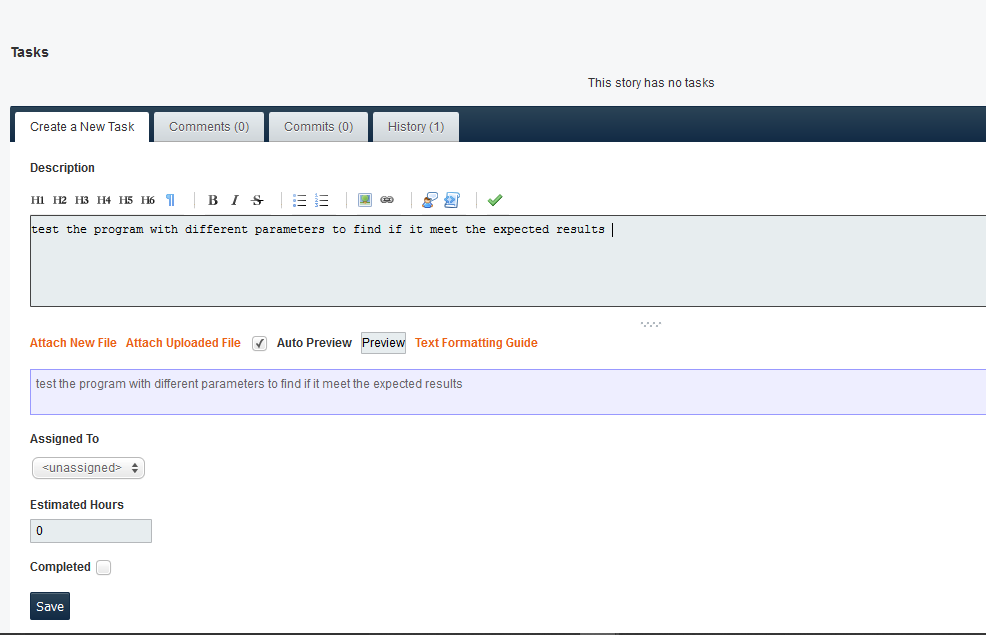 Tasks
This story has no tasks
Create a New Task Comments (0) Commits (0) History (1)
Description
H1 H2 H3 H4 H5 H6 ¶ B I S
test the program with different parameters to find if it meet the expected results
Attach New File Attach Uploaded File Auto Preview Preview Text Formatting Guide
test the program with different parameters to find if it meet the expected results
Assigned To
<unassigned>
Estimated Hours
0
Completed
Save